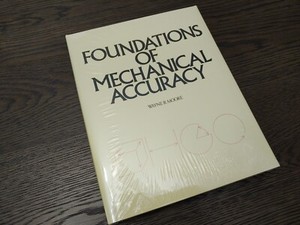 FOUNDATIONS
OF
MECHANICAL
ACCURACY
WAYNE R. MOORE